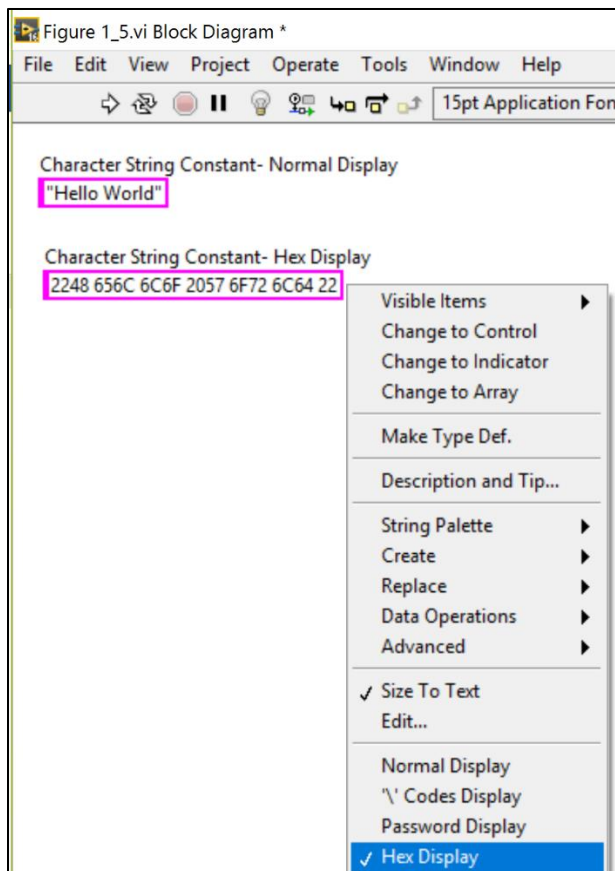 Figure 1_5.vi Block Diagram *
File Edit View Project Operate Tools Window Help
15pt Application Fon
Character String Constant- Normal Display
"Hello World"
Character String Constant- Hex Display
2248 656C 6C6F 2057 6F72 6C64 22
Visible Items
Change to Control
Change to Indicator
Change to Array
Make Type Def.
Description and Tip...
String Palette
Create
Replace
Data Operations
Advanced
Size To Text
Edit...
Normal Display
'\' Codes Display
Password Display
Hex Display